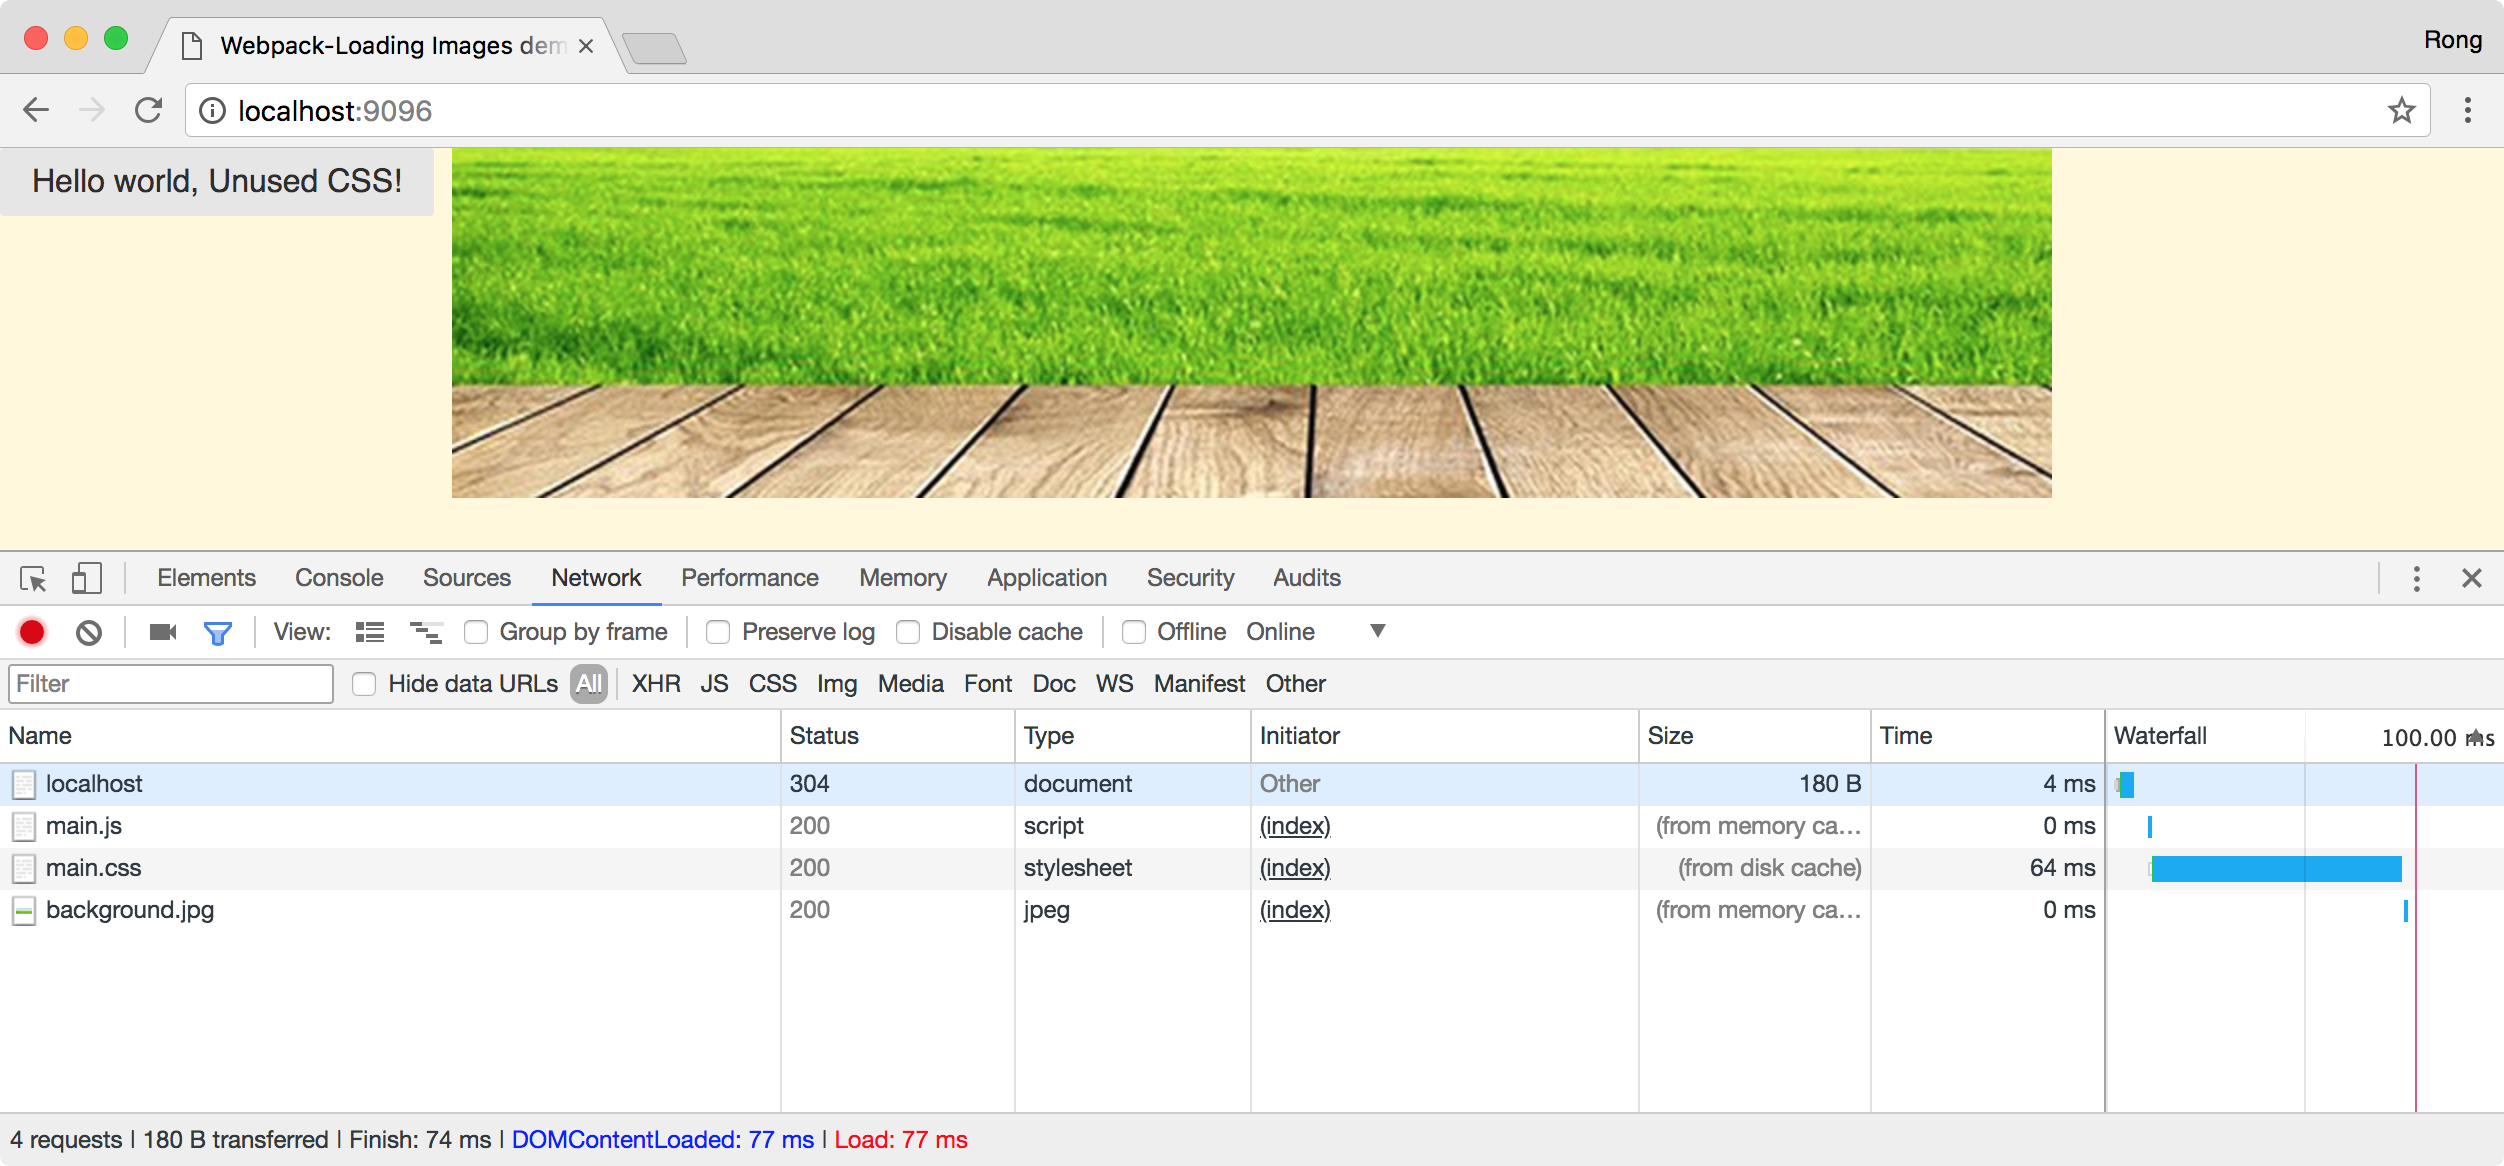 Webpack-Loading Images dem
Rong
localhost:9096
Hello world, Unused CSS!
Elements Console Sources Network Performance Memory Application Security Audits
View: Group by frame Preserve log Disable cache Offline Online
Filter Hide data URLs All XHR JS CSS Img Media Font Doc WS Manifest Other
Name Status Type Initiator Size Time Waterfall 100.00 ms
localhost 304 document Other 180 B 4 ms
main.js 200 script (index) (from memory ca… 0 ms
main.css 200 stylesheet (index) (from disk cache) 64 ms
background.jpg 200 jpeg (index) (from memory ca… 0 ms
4 requests | 180 B transferred | Finish: 74 ms | DOMContentLoaded: 77 ms | Load: 77 ms